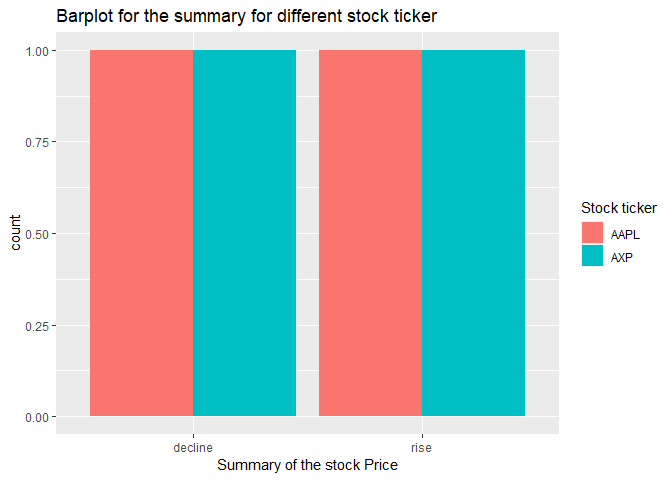 Barplot for the summary for different stock ticker
1.00
0.75
0.50
0.25
0.00
count
decline
rise
Summary of the stock Price
Stock ticker
AAPL
AXP